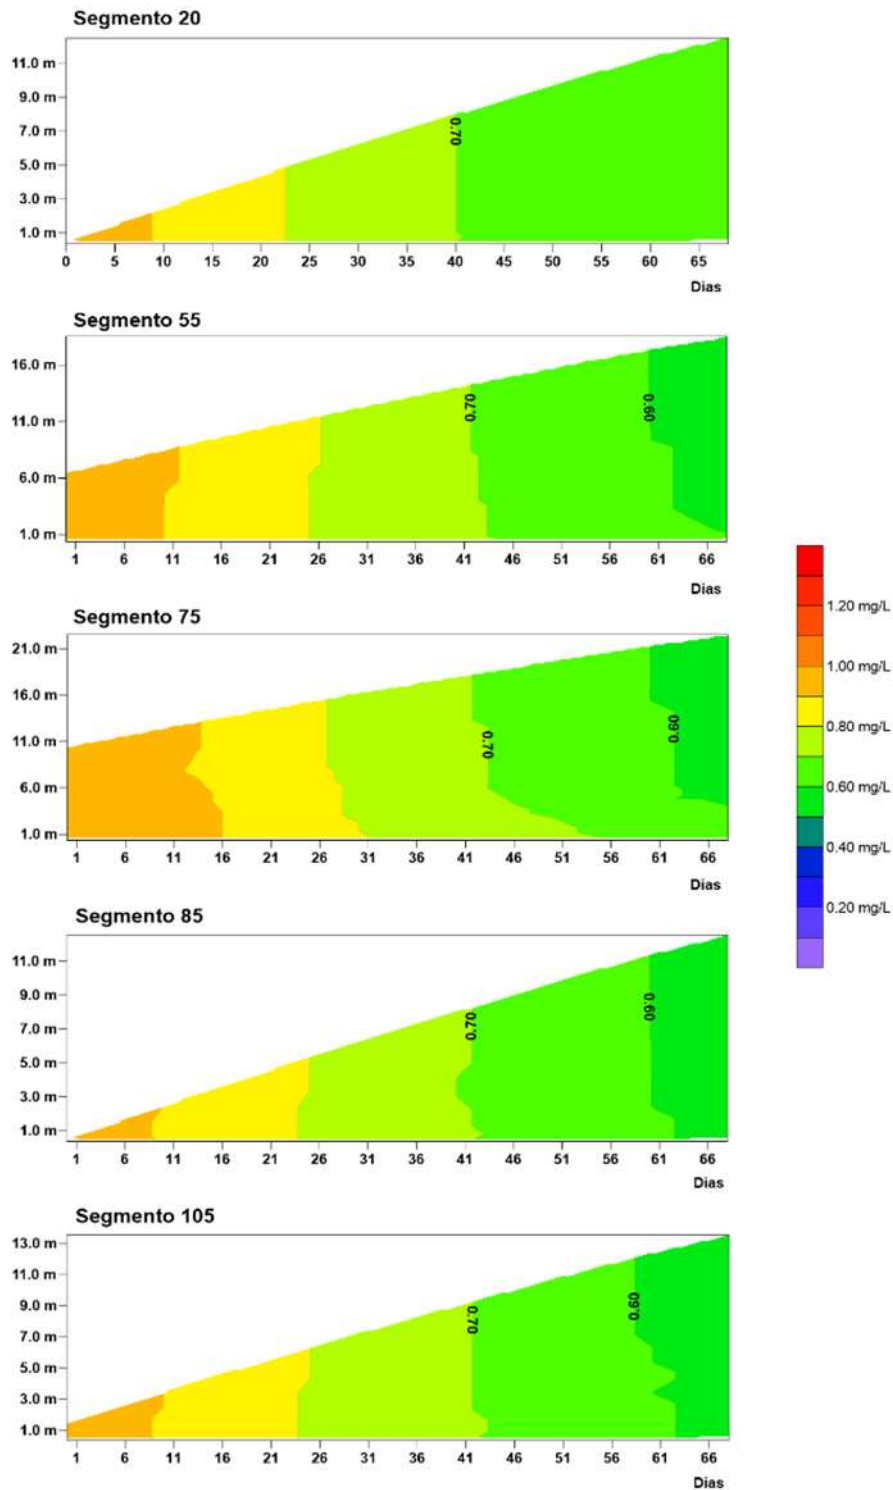 Segmento 20
11.0 m
9.0 m
7.0 m
5.0 m
3.0 m
1.0 m
0.70
0 5 10 15 20 25 30 35 40 45 50 55 60 65
Dias
Segmento 55
16.0 m
11.0 m
6.0 m
1.0 m
0.70
0.60
1 6 11 16 21 26 31 36 41 46 51 56 61 66
Dias
Segmento 75
21.0 m
16.0 m
11.0 m
6.0 m
1.0 m
0.70
0.60
1 6 11 16 21 26 31 36 41 46 51 56 61 66
Dias
Segmento 85
11.0 m
9.0 m
7.0 m
5.0 m
3.0 m
1.0 m
0.70
0.60
1 6 11 16 21 26 31 36 41 46 51 56 61 66
Dias
Segmento 105
13.0 m
11.0 m
9.0 m
7.0 m
5.0 m
3.0 m
1.0 m
0.70
0.60
1 6 11 16 21 26 31 36 41 46 51 56 61 66
Dias
1.20 mg/L
1.00 mg/L
0.80 mg/L
0.60 mg/L
0.40 mg/L
0.20 mg/L